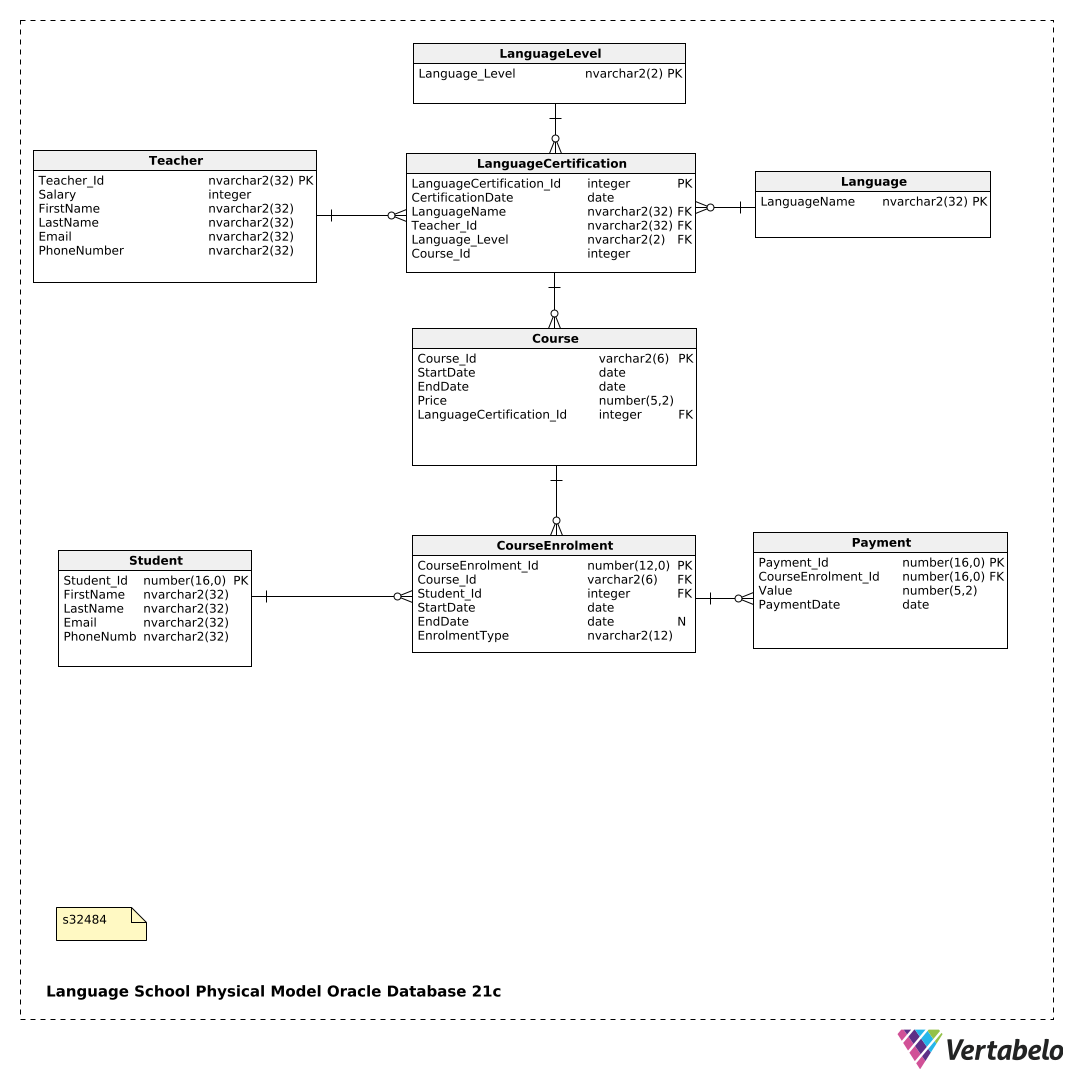 LanguageLevel
Language_Level nvarchar2(2) PK
Teacher
Teacher_Id nvarchar2(32) PK
Salary integer
FirstName nvarchar2(32)
LastName nvarchar2(32)
Email nvarchar2(32)
PhoneNumber nvarchar2(32)
LanguageCertification
LanguageCertification_Id integer PK
CertificationDate date
LanguageName nvarchar2(32) FK
Teacher_Id nvarchar2(32) FK
Language_Level nvarchar2(2) FK
Course_Id integer
Language
LanguageName nvarchar2(32) PK
Course
Course_Id varchar2(6) PK
StartDate date
EndDate date
Price number(5,2)
LanguageCertification_Id integer FK
Student
Student_Id number(16,0) PK
FirstName nvarchar2(32)
LastName nvarchar2(32)
Email nvarchar2(32)
PhoneNumb nvarchar2(32)
CourseEnrolment
CourseEnrolment_Id number(12,0) PK
Course_Id varchar2(6) FK
Student_Id integer FK
StartDate date
EndDate date N
EnrolmentType nvarchar2(12)
Payment
Payment_Id number(16,0) PK
CourseEnrolment_Id number(16,0) FK
Value number(5,2)
PaymentDate date
s32484
Language School Physical Model Oracle Database 21c
Vertabelo